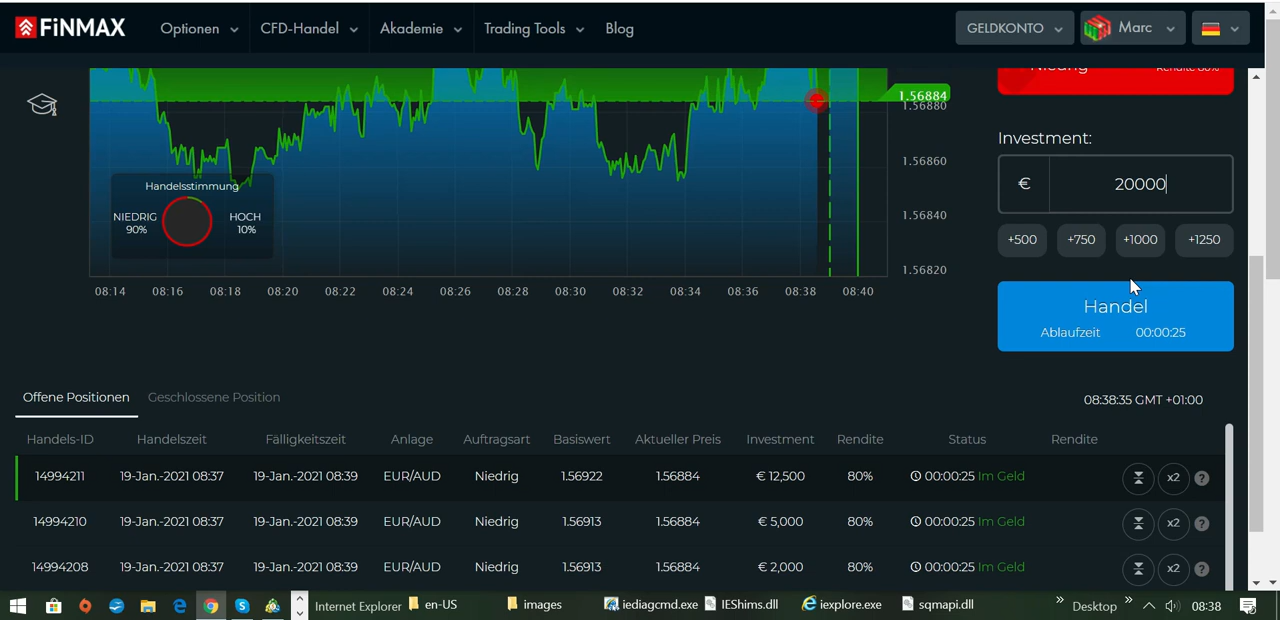 FiNMAX Optionen CFD-Handel Akademie Trading Tools Blog GELDKONTO Marc
Niedrig Rendite 80%
1.56884
1.56880
1.56860
1.56840
1.56820
Handelsstimmung
NIEDRIG HOCH
90% 10%
08:14 08:16 08:18 08:20 08:22 08:24 08:26 08:28 08:30 08:32 08:34 08:36 08:38 08:40
Investment:
€ 20000
+500 +750 +1000 +1250
Handel
Ablaufzeit 00:00:25
Offene Positionen Geschlossene Position 08:38:35 GMT +01:00
Handels-ID Handelszeit Fälligkeitszeit Anlage Auftragsart Basiswert Aktueller Preis Investment Rendite Status Rendite
14994211 19-Jan.-2021 08:37 19-Jan.-2021 08:39 EUR/AUD Niedrig 1.56922 1.56884 € 12,500 80% 00:00:25 Im Geld x2 ?
14994210 19-Jan.-2021 08:37 19-Jan.-2021 08:39 EUR/AUD Niedrig 1.56913 1.56884 € 5,000 80% 00:00:25 Im Geld x2 ?
14994208 19-Jan.-2021 08:37 19-Jan.-2021 08:39 EUR/AUD Niedrig 1.56913 1.56884 € 2,000 80% 00:00:25 Im Geld x2 ?
Internet Explorer en-US images iediagcmd.exe IEShims.dll iexplore.exe sqmapi.dll » Desktop » 08:38